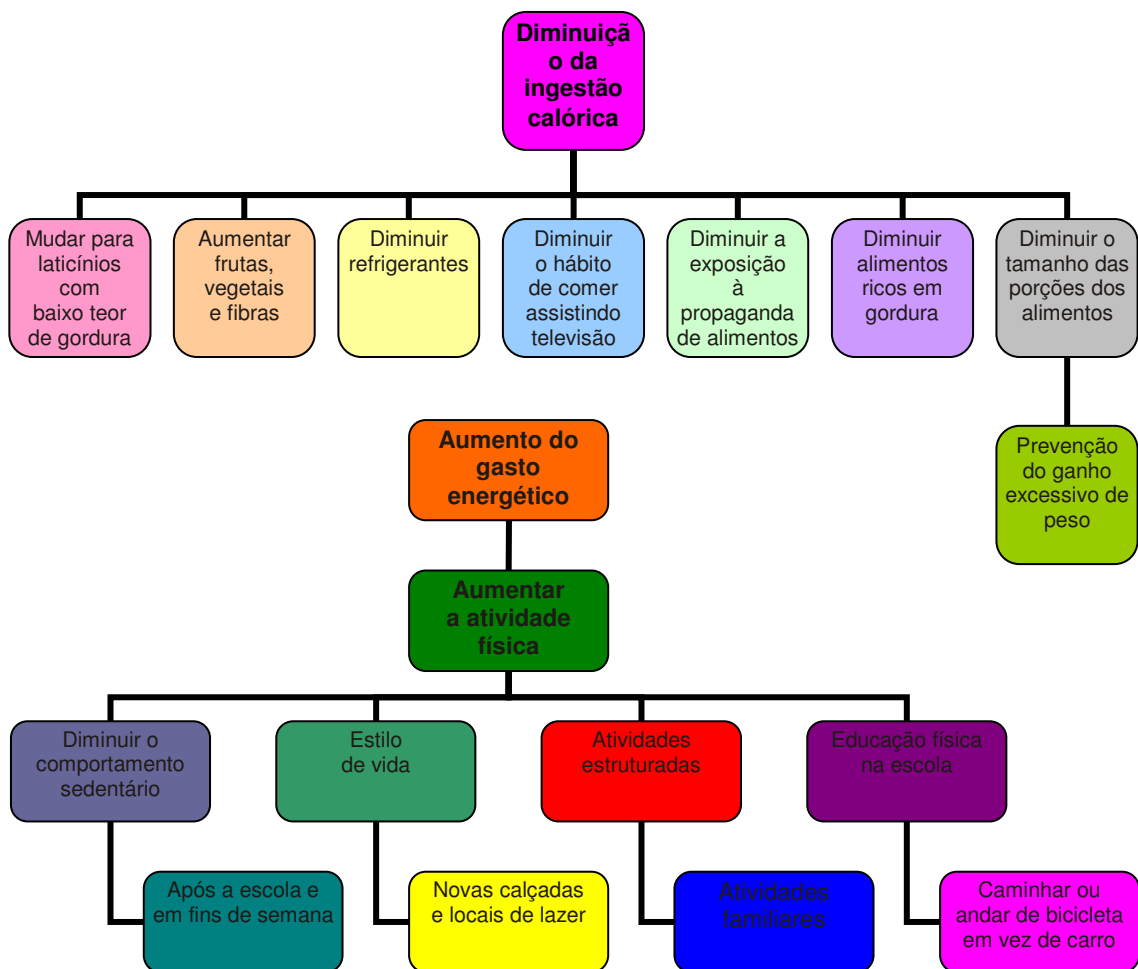 Diminuiçã
o da
ingestão
calórica
Mudar para
laticínios
com
baixo teor
de gordura
Aumentar
frutas,
vegetais
e fibras
Diminuir
refrigerantes
Diminuir
o hábito
de comer
assistindo
televisão
Diminuir a
exposição
à
propaganda
de alimentos
Diminuir
alimentos
ricos em
gordura
Diminuir o
tamanho das
porções dos
alimentos
Prevenção
do ganho
excessivo de
peso
Aumento do
gasto
energético
Aumentar
a atividade
física
Diminuir o
comportamento
sedentário
Estilo
de vida
Atividades
estruturadas
Educação física
na escola
Após a escola e
em fins de semana
Novas calçadas
e locais de lazer
Atividades
familiares
Caminhar ou
andar de bicicleta
em vez de carro